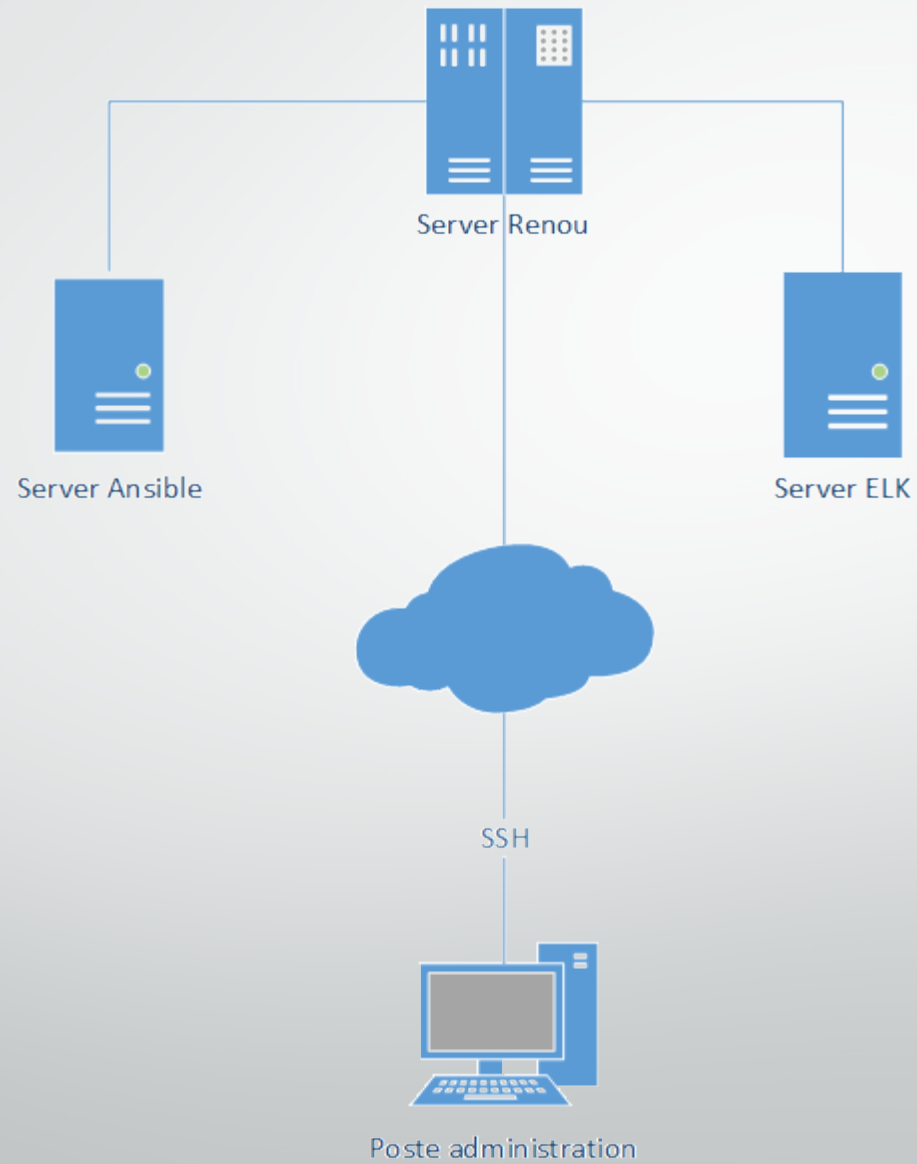 Server Renou
Server Ansible
Server ELK
SSH
Poste administration